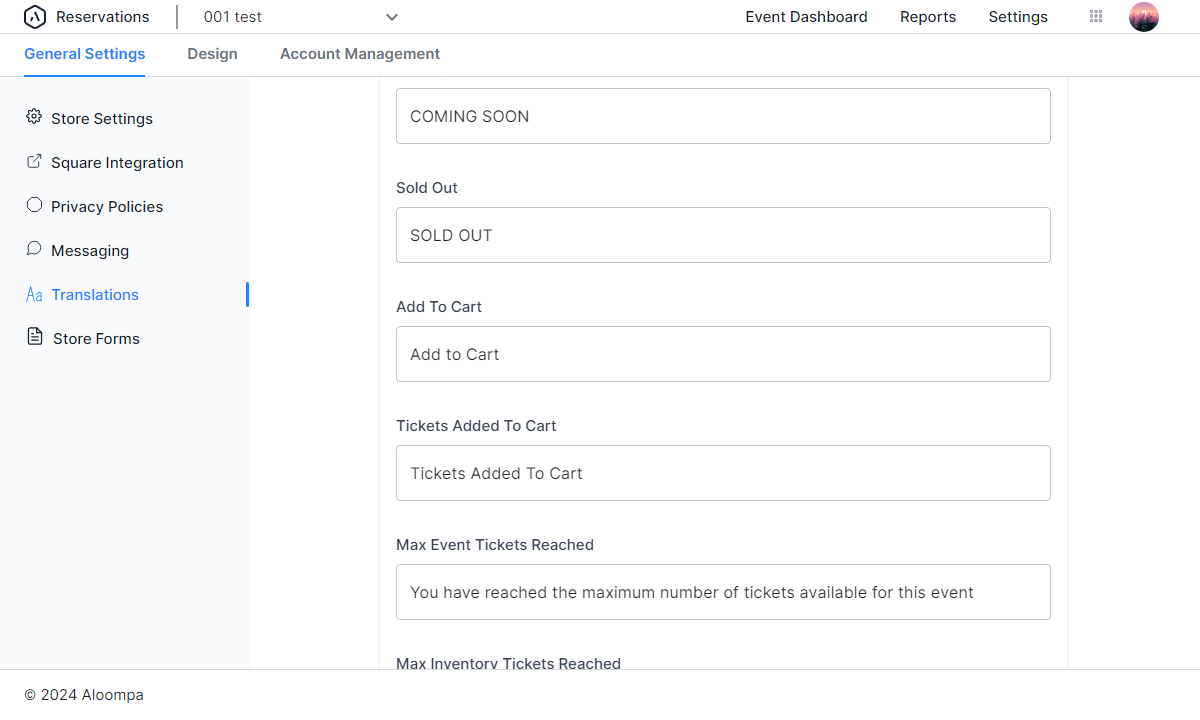 Reservations
001 test
Event Dashboard
Reports
Settings
General Settings
Design
Account Management
Store Settings
Square Integration
Privacy Policies
Messaging
Aa Translations
Store Forms
COMING SOON
Sold Out
SOLD OUT
Add To Cart
Add to Cart
Tickets Added To Cart
Tickets Added To Cart
Max Event Tickets Reached
You have reached the maximum number of tickets available for this event
Max Inventory Tickets Reached
© 2024 Aloompa